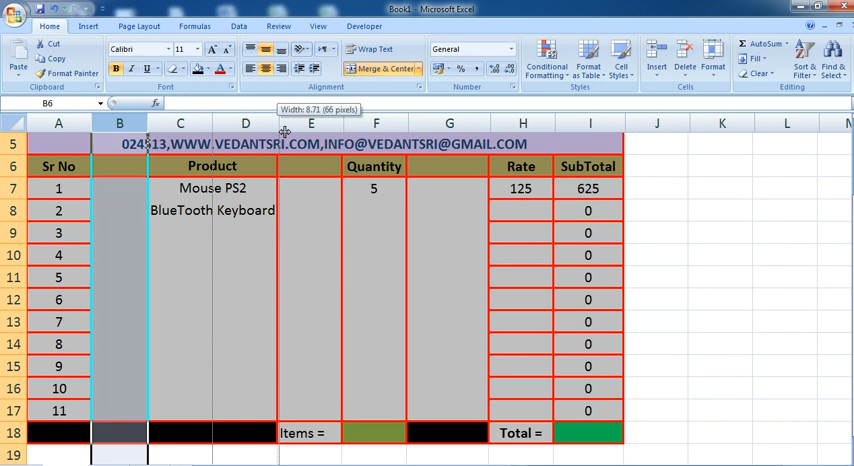 Book1 - Microsoft Excel
Home Insert Page Layout Formulas Data Review View Developer
Cut
Copy
Format Painter
Paste
Clipboard
Calibri 11
B I U
Font
Wrap Text
Merge & Center
Alignment
General
Number
Conditional Formatting
Format as Table
Cell Styles
Styles
Insert Delete Format
Cells
AutoSum
Fill
Clear
Sort & Filter
Find & Select
Editing
B6 fx
Width: 8.71 (66 pixels)
A B C D E F G H I J K L M
5 024513,WWW.VEDANTSRI.COM,INFO@VEDANTSRI@GMAIL.COM
6 Sr No Product Quantity Rate SubTotal
7 1 Mouse PS2 5 125 625
8 2 BlueTooth Keyboard 0
9 3 0
10 4 0
11 5 0
12 6 0
13 7 0
14 8 0
15 9 0
16 10 0
17 11 0
18 Items = Total =
19